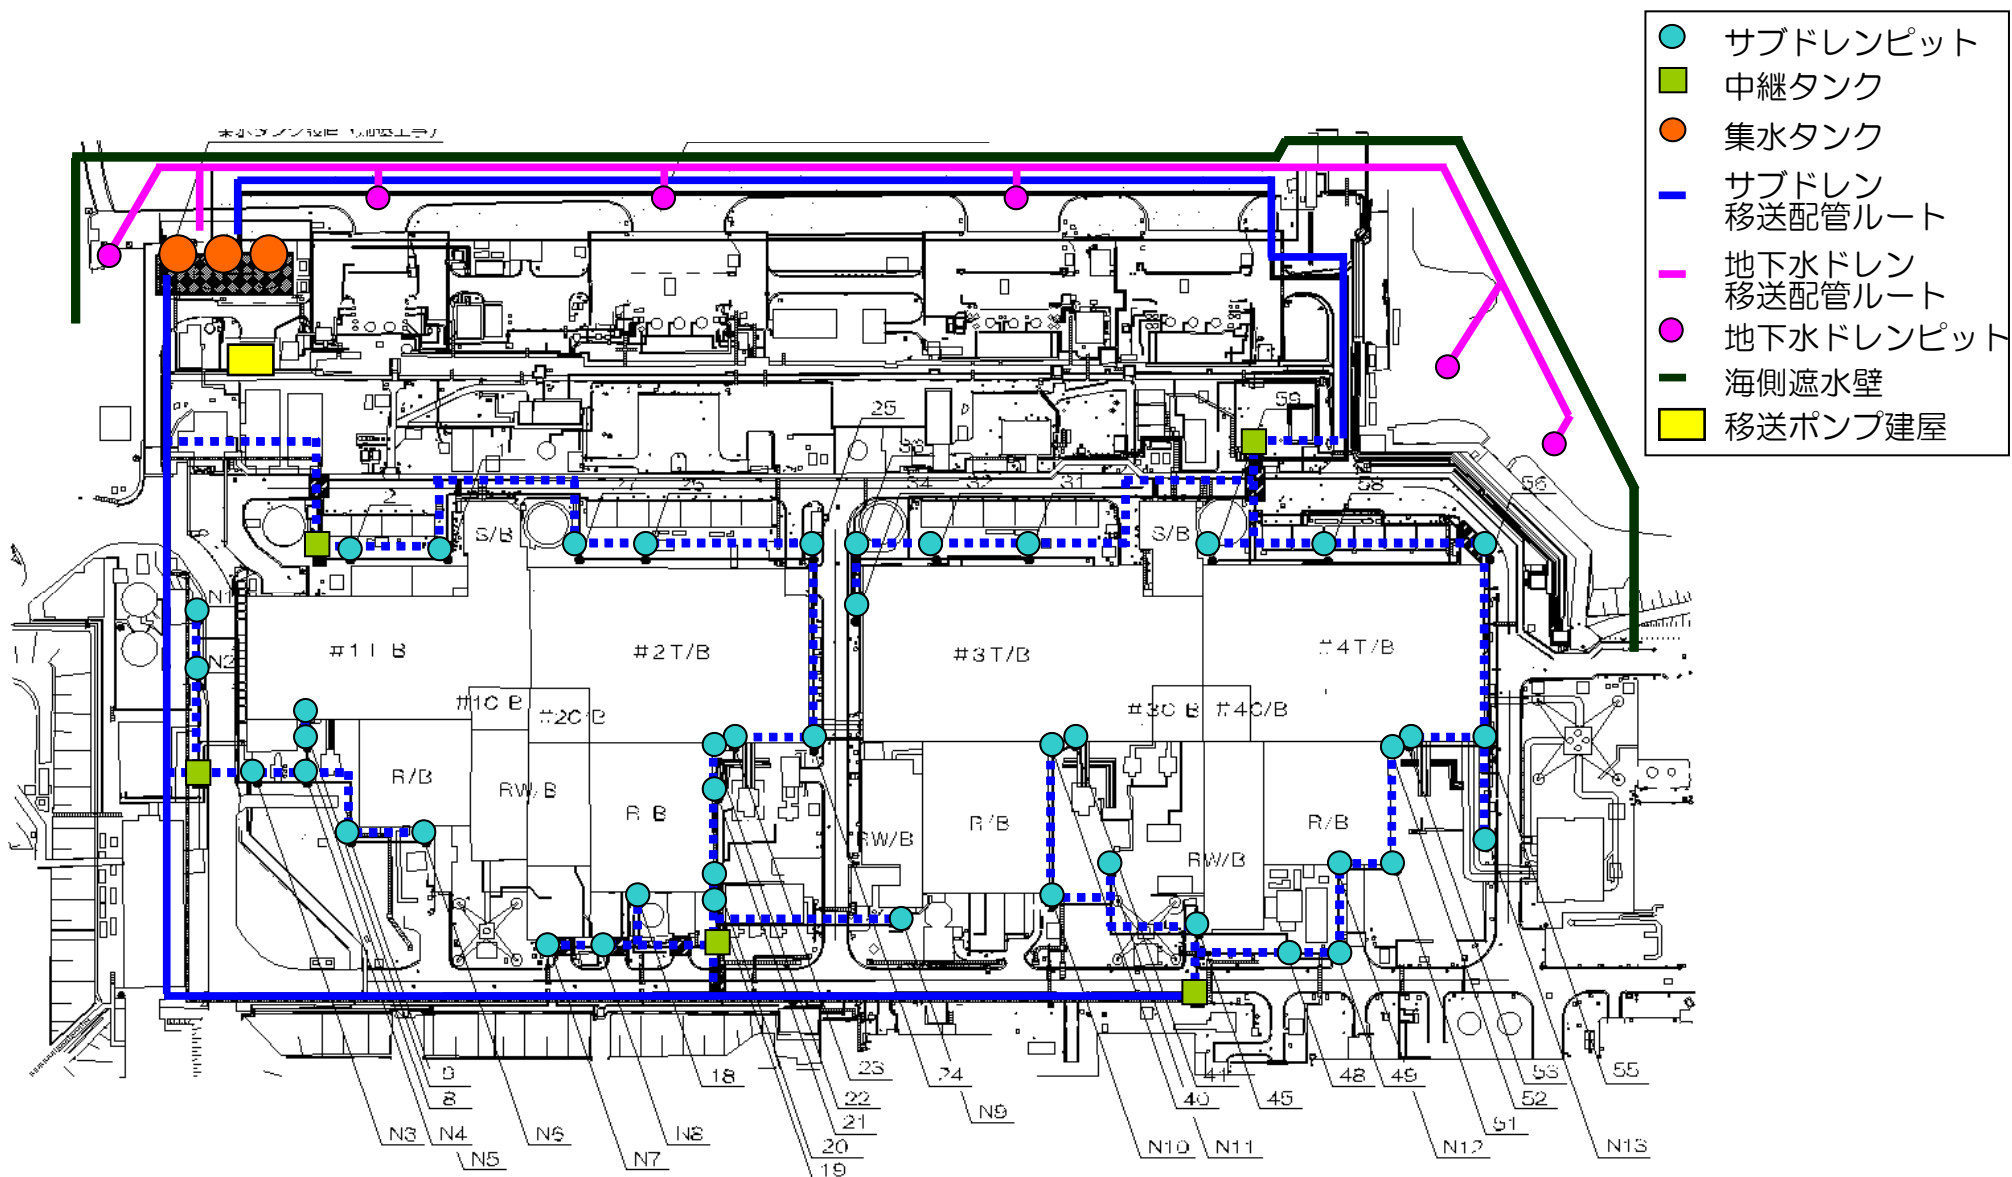 サブドレンピット
中継タンク
集水タンク
サブドレン
移送配管ルート
地下水ドレン
移送配管ルート
地下水ドレンピット
海側遮水壁
移送ポンプ建屋
25
59
1
2
27
34
32
31
58
56
S/B
S/B
N1
N2
#2T/B
#3T/B
#4T/B
#2C/B
#4C/B
R/B
RW/B
R/B
RW/B
R/B
RW/B
R/B
9
8
18
23
22
21
20
19
24
N9
41
40
45
48
49
53
52
51
55
N3
N4
N5
N6
N7
N8
N10
N11
N12
N13